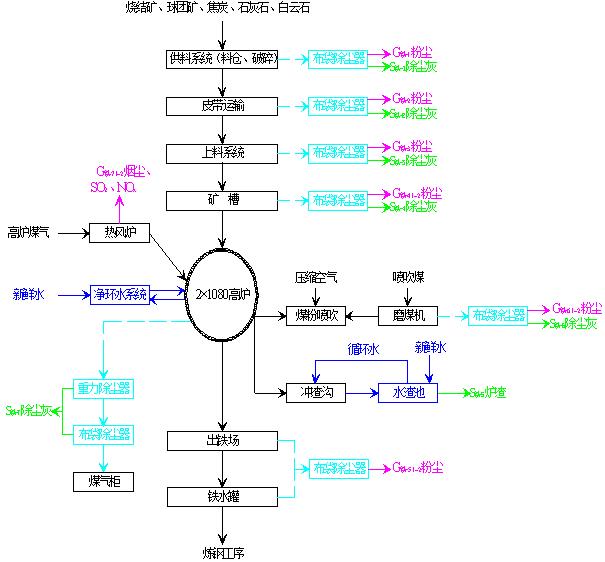 烧结矿、球团矿、焦炭、石灰石、白云石
供料系统（料仓、破碎）
布袋除尘器
粉尘
除尘灰
皮带运输
布袋除尘器
粉尘
除尘灰
上料系统
布袋除尘器
粉尘
除尘灰
矿 槽
布袋除尘器
粉尘
除尘灰
烟尘、
SO₂、NOₓ
高炉煤气
热风炉
新鲜水
净环水系统
2×1080高炉
压缩空气
喷吹煤
煤粉喷吹
磨煤机
布袋除尘器
粉尘
除尘灰
循环水
新鲜水
冲渣沟
水渣池
炉渣
重力除尘器
除尘灰
布袋除尘器
煤气柜
出铁场
布袋除尘器
粉尘
铁水罐
炼钢工序